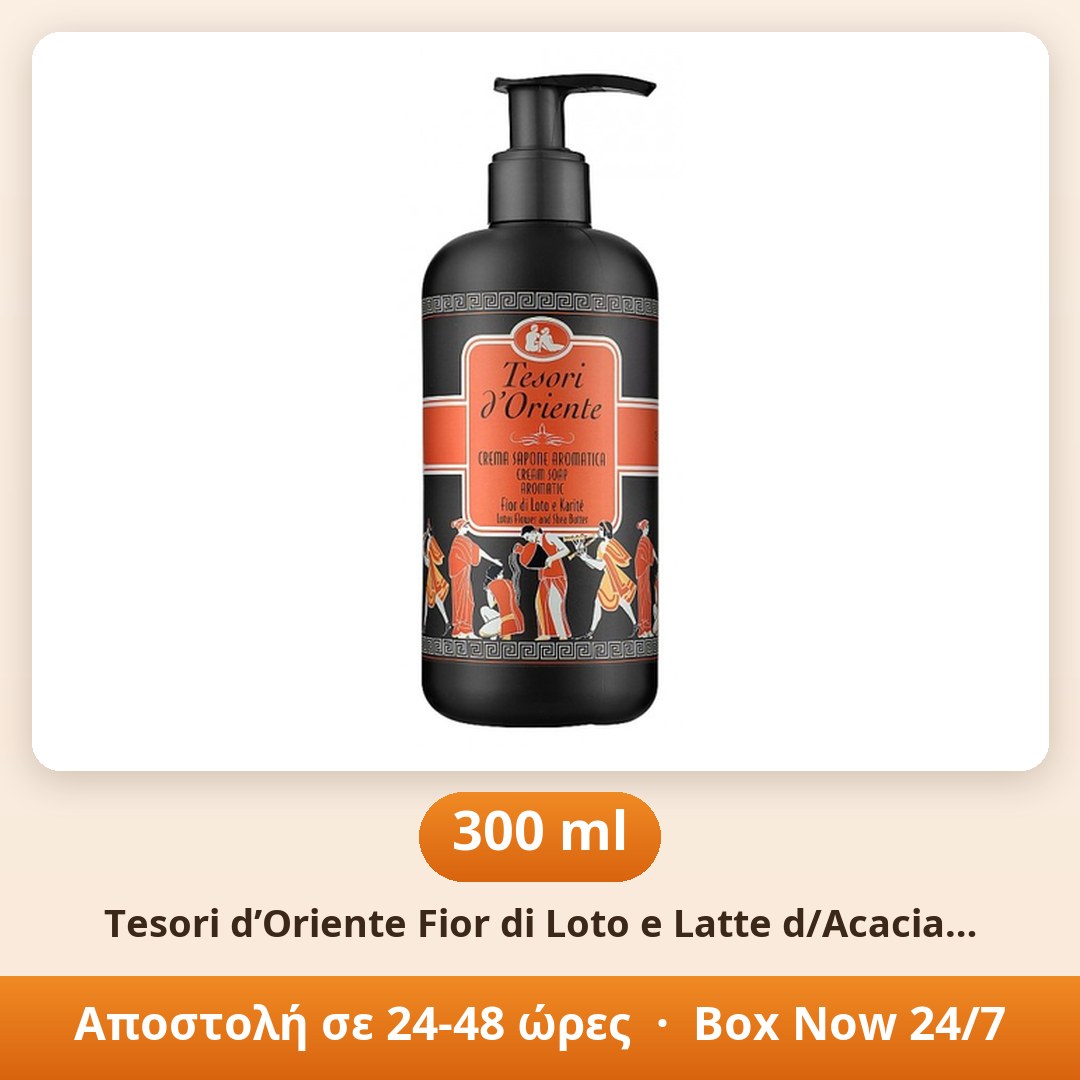 Tesori
d'Oriente
CREMA SAPONE AROMATICA
CREAM SOAP
AROMATIC
Fior di Loto e Karité
Lotus Flower and Shea Butter
300 ml
Tesori d’Oriente Fior di Loto e Latte d/Acacia...
Αποστολή σε 24-48 ώρες · Box Now 24/7